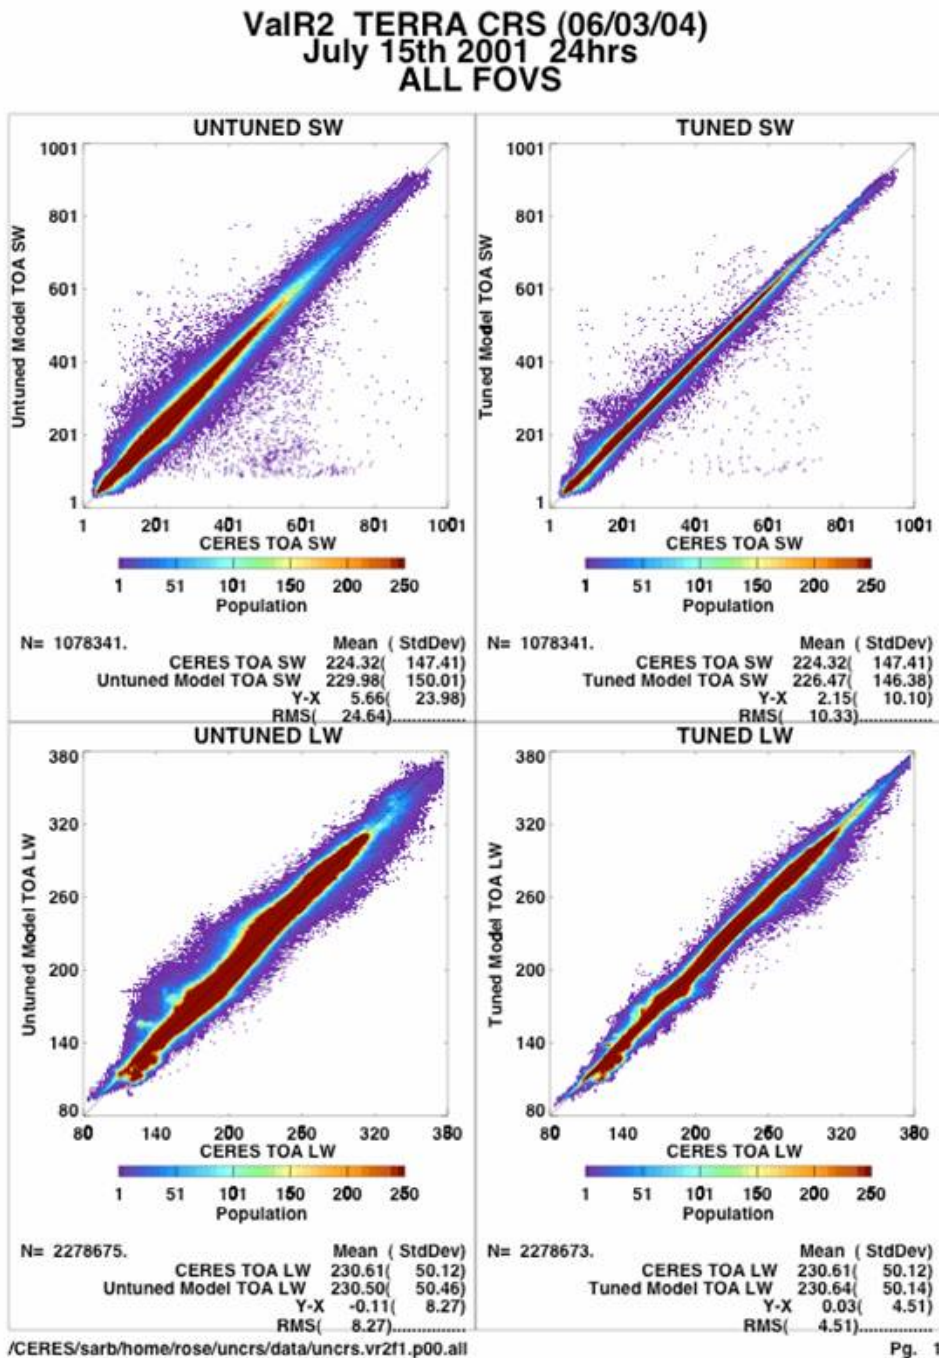 ValR2 TERRA CRS (06/03/04)
July 15th 2001 24hrs
ALL FOVS
UNTUNED SW
1001
801
601
401
201
1
Untuned Model TOA SW
1 201 401 601 801 1001
CERES TOA SW
1 51 101 150 200 250
Population
N= 1078341. Mean ( StdDev)
CERES TOA SW 224.32( 147.41)
Untuned Model TOA SW 229.98( 150.01)
Y-X 5.66( 23.98)
RMS( 24.64)...............
TUNED SW
1001
801
601
401
201
1
Tuned Model TOA SW
1 201 401 601 801 1001
CERES TOA SW
1 51 101 150 200 250
Population
N= 1078341. Mean ( StdDev)
CERES TOA SW 224.32( 147.41)
Tuned Model TOA SW 226.47( 146.38)
Y-X 2.15( 10.10)
RMS( 10.33)...............
UNTUNED LW
380
320
260
200
140
80
Untuned Model TOA LW
80 140 200 260 320 380
CERES TOA LW
1 51 101 150 200 250
Population
N= 2278675. Mean ( StdDev)
CERES TOA LW 230.61( 50.12)
Untuned Model TOA LW 230.50( 50.46)
Y-X -0.11( 8.27)
RMS( 8.27)...............
TUNED LW
380
320
260
200
140
80
Tuned Model TOA LW
80 140 200 260 320 380
CERES TOA LW
1 51 101 150 200 250
Population
N= 2278673. Mean ( StdDev)
CERES TOA LW 230.61( 50.12)
Tuned Model TOA LW 230.64( 50.14)
Y-X 0.03( 4.51)
RMS( 4.51)...............
/CERES/sarb/home/rose/uncrs/data/uncrs.vr2f1.p00.all Pg. 1